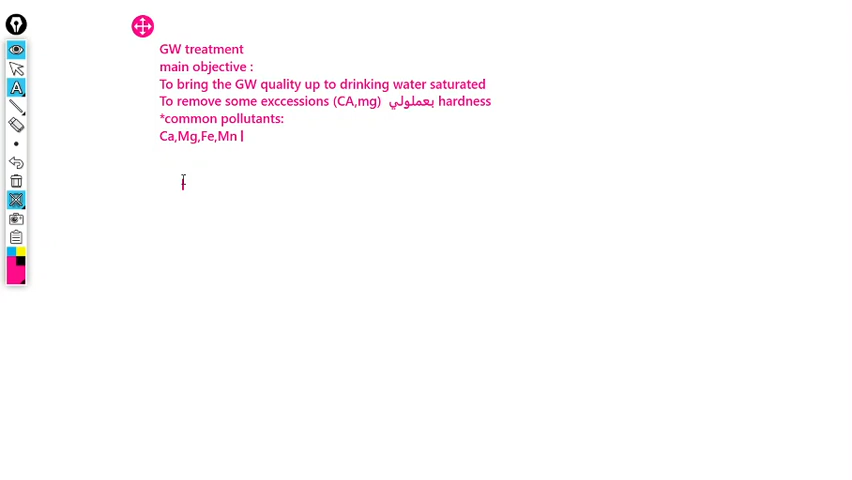 GW treatment
main objective :
To bring the GW quality up to drinking water saturated
To remove some exccessions (CA,mg) بعملولي hardness
*common pollutants:
Ca,Mg,Fe,Mn